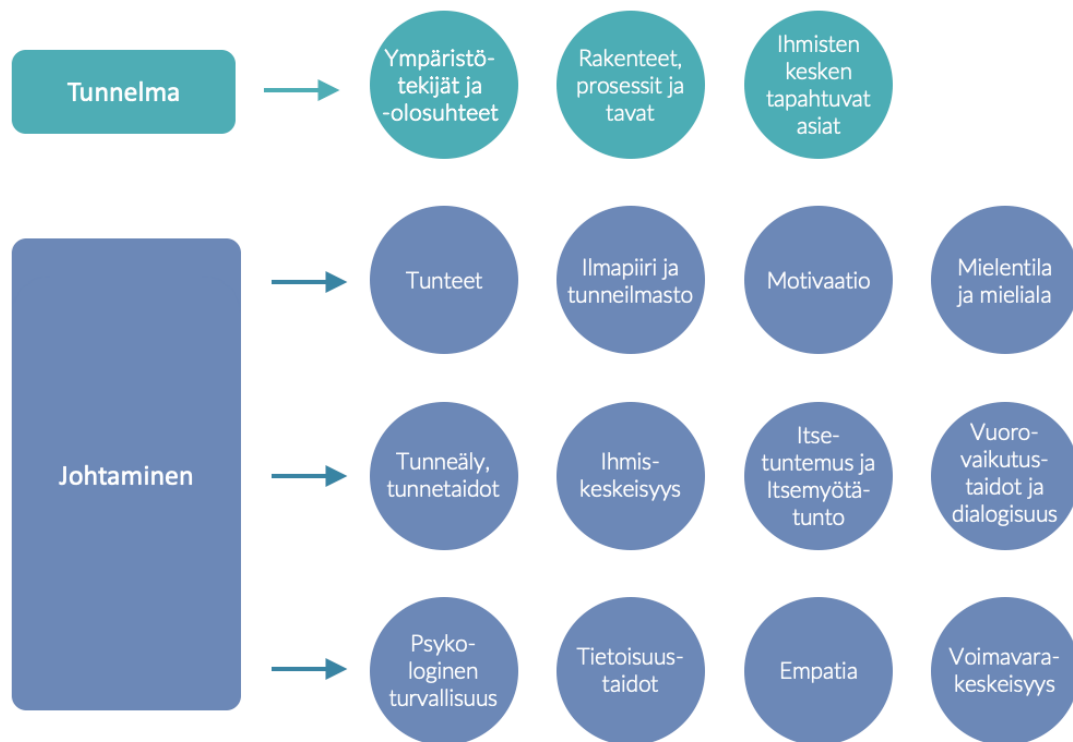 Tunnelma
Ympäristö-
tekijät ja
-olosuhteet
Rakenteet,
prosessit ja
tavat
Ihmisten
kesken
tapahtuvat
asiat
Johtaminen
Tunteet
Ilmapiiri ja
tunneilmasto
Motivaatio
Mielentila
ja mieliala
Tunneäly,
tunnetaidot
Ihmis-
keskeisyys
Itse-
tuntemus ja
Itsemyötä-
tunto
Vuoro-
vaikutus-
taidot ja
dialogisuus
Psyko-
loginen
turvallisuus
Tietoisuus-
taidot
Empatia
Voimavara-
keskeisyys